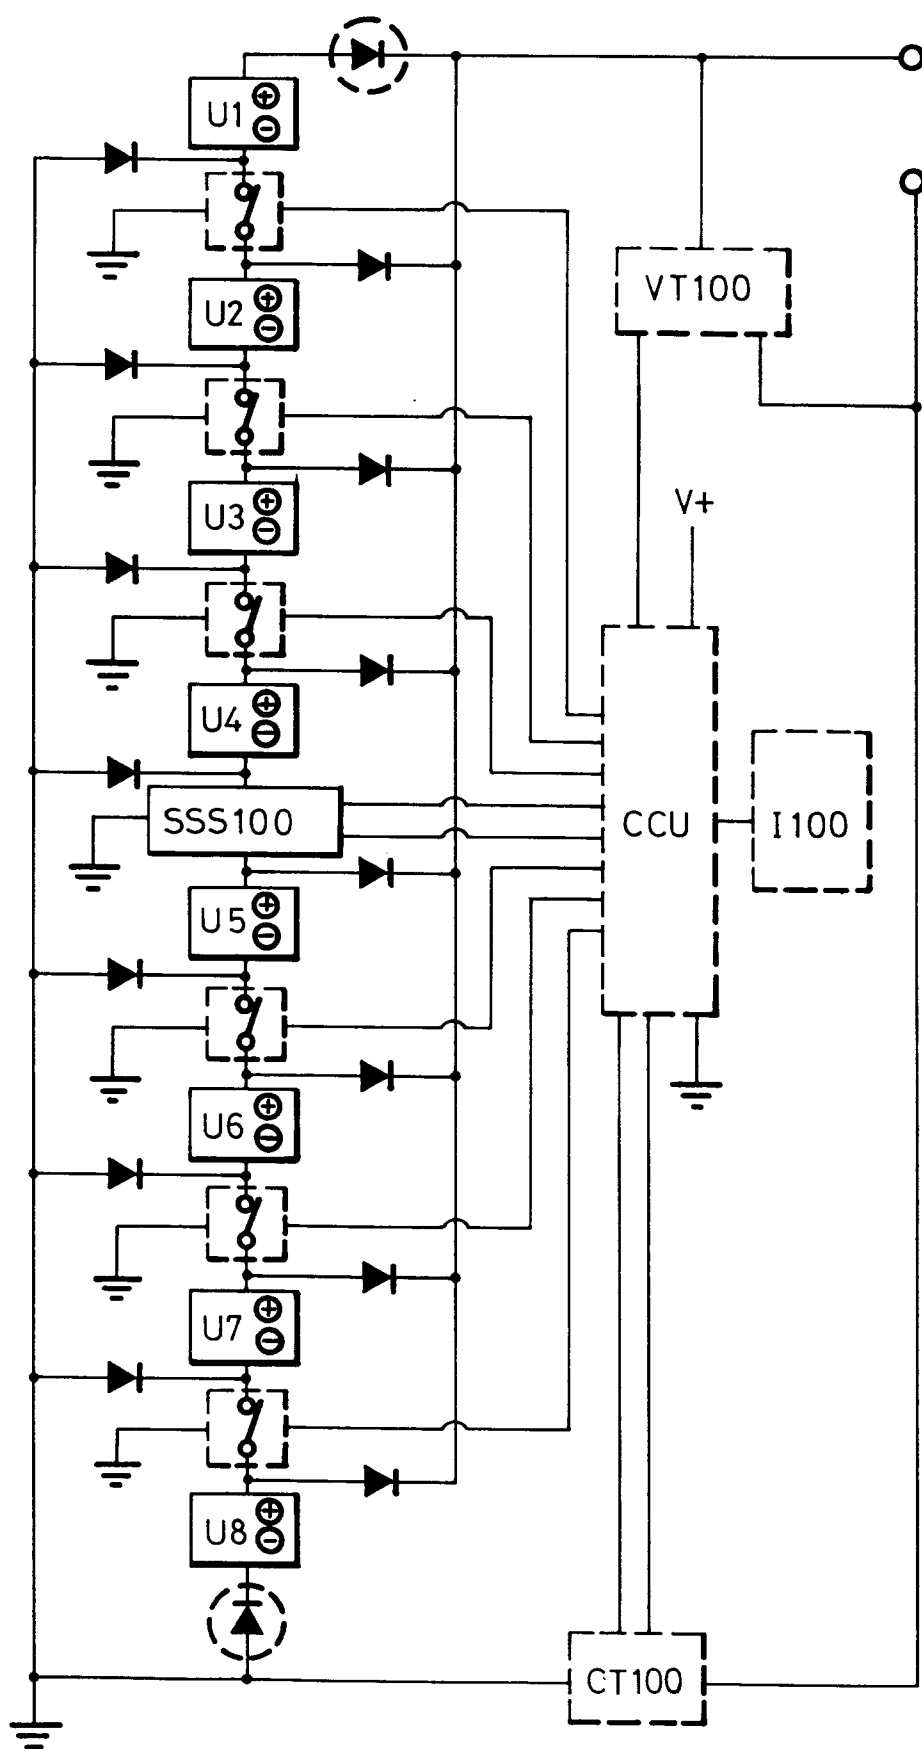 U1 ⊕
⊖
U2 ⊕
⊖
VT100
U3 ⊕
⊖
V+
U4 ⊕
⊖
SSS100
CCU
I100
U5 ⊕
⊖
U6 ⊕
⊖
U7 ⊕
⊖
U8 ⊕
⊖
CT100